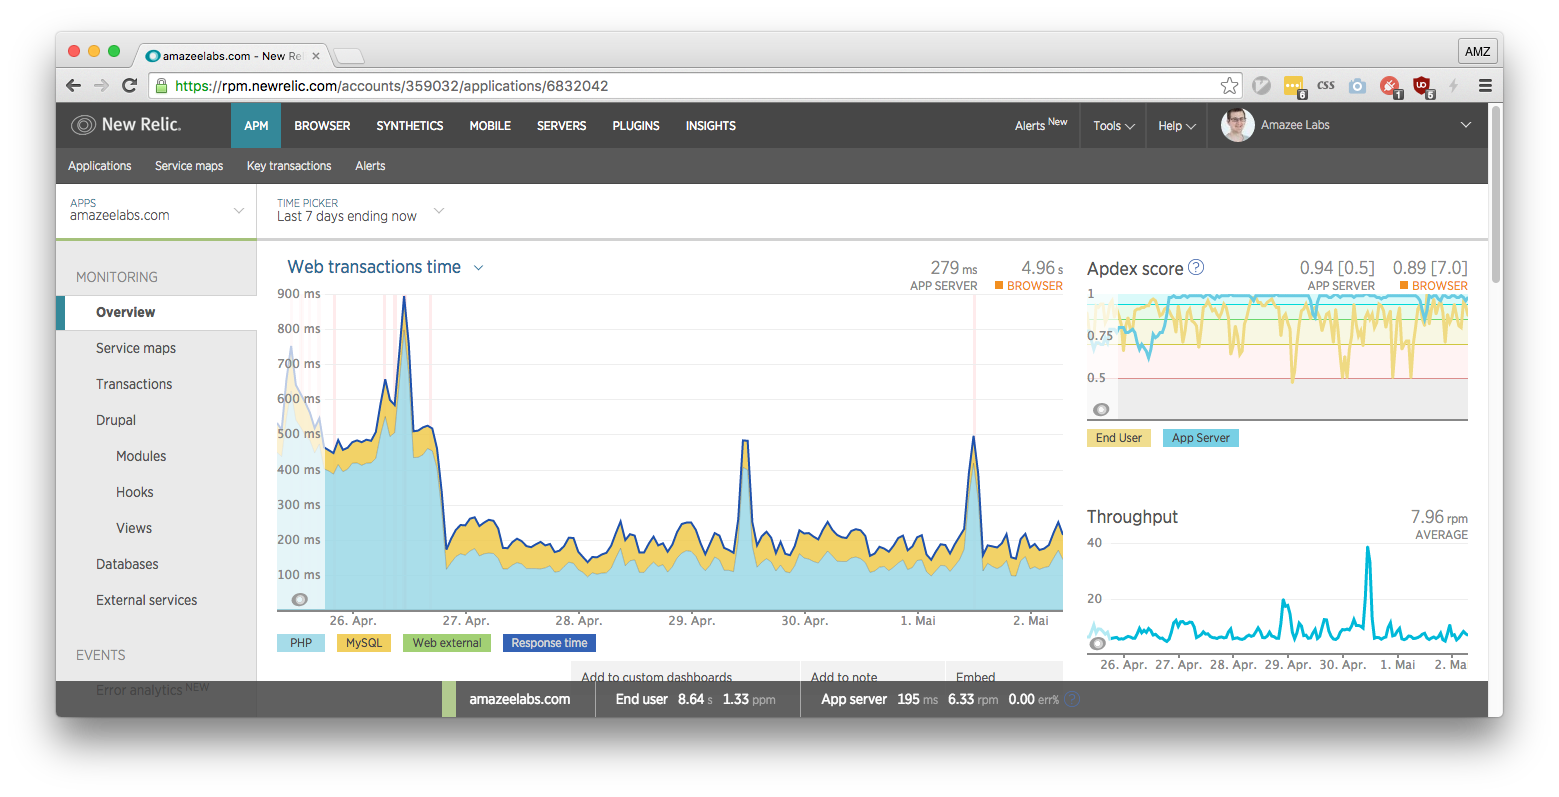 amazeelabs.com - New Re
AMZ
https://rpm.newrelic.com/accounts/359032/applications/6832042
6
CSS
1
UD
5
New Relic.
APM
BROWSER
SYNTHETICS
MOBILE
SERVERS
PLUGINS
INSIGHTS
Alerts New
Tools
Help
Amazee Labs
Applications
Service maps
Key transactions
Alerts
APPS
amazeelabs.com
TIME PICKER
Last 7 days ending now
MONITORING
Overview
Service maps
Transactions
Drupal
Modules
Hooks
Views
Databases
External services
EVENTS
Error analytics NEW
Web transactions time
279 ms
APP SERVER
4.96 s
BROWSER
900 ms
800 ms
700 ms
600 ms
500 ms
400 ms
300 ms
200 ms
100 ms
26. Apr.
27. Apr.
28. Apr.
29. Apr.
30. Apr.
1. Mai
2. Mai
PHP
MySQL
Web external
Response time
Add to custom dashboards
Add to note
Embed
Apdex score ?
0.94 [0.5]
APP SERVER
0.89 [7.0]
BROWSER
1
0.75
0.5
End User
App Server
Throughput
7.96 rpm
AVERAGE
40
20
26. Apr.
27. Apr.
28. Apr.
29. Apr.
30. Apr.
1. Mai
2. Ma
amazeelabs.com
End user 8.64 s 1.33 ppm
App server 195 ms 6.33 rpm 0.00 err% ?